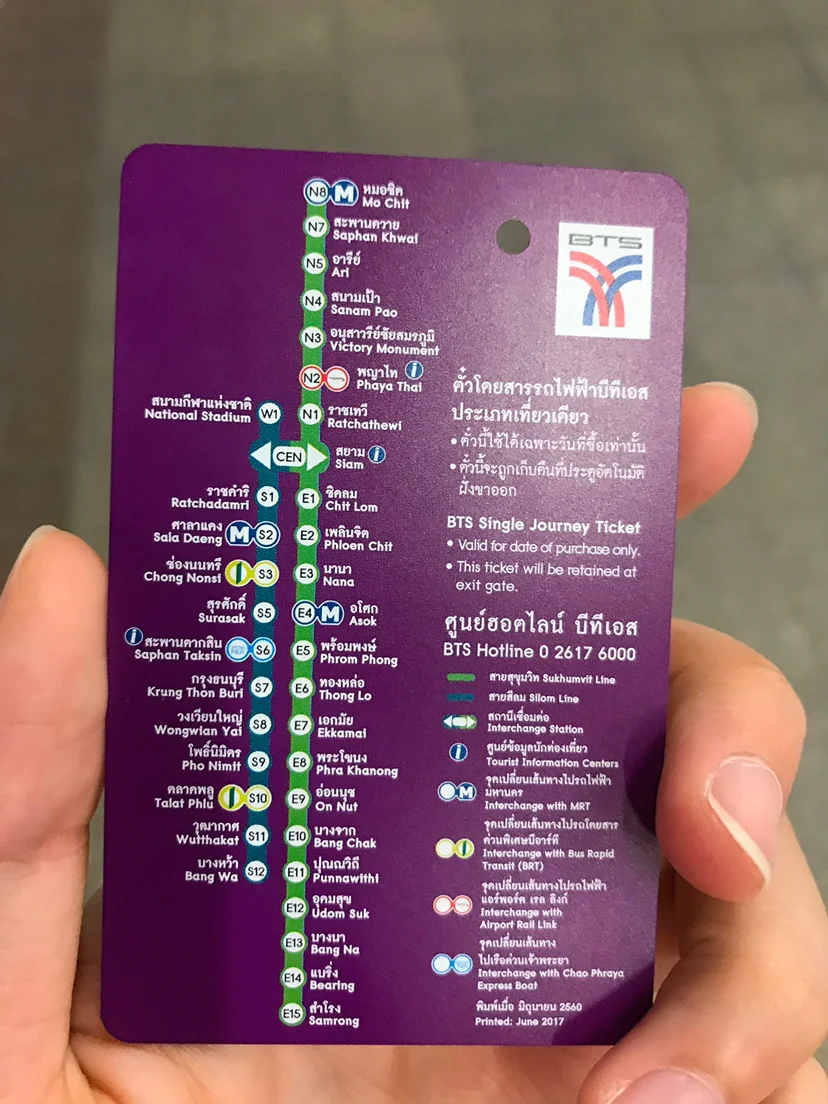 N8 M หมอชิต
Mo Chit
N7 สะพานควาย
Saphan Khwai
N5 อารีย์
Ari
N4 สนามเป้า
Sanam Pao
N3 อนุสาวรีย์ชัยสมรภูมิ
Victory Monument
N2 พญาไท i
Phaya Thai
N1 ราชเทวี
Ratchathewi
สนามกีฬาแห่งชาติ W1
National Stadium
CEN สยาม i
Siam
ราชดำริ S1
Ratchadamri
ศาลาแดง M S2
Sala Daeng
ช่องนนทรี S3
Chong Nonsi
สุรศักดิ์ S5
Surasak
i สะพานตากสิน S6
Saphan Taksin
กรุงธนบุรี S7
Krung Thon Buri
วงเวียนใหญ่ S8
Wongwian Yai
โพธิ์นิมิตร S9
Pho Nimit
ตลาดพลู S10
Talat Phlu
วุฒากาศ S11
Wutthakat
บางหว้า S12
Bang Wa
E1 ชิดลม
Chit Lom
E2 เพลินจิต
Phloen Chit
E3 นานา
Nana
E4 M อโศก
Asok
E5 พร้อมพงษ์
Phrom Phong
E6 ทองหล่อ
Thong Lo
E7 เอกมัย
Ekkamai
E8 พระโขนง
Phra Khanong
E9 อ่อนนุช
On Nut
E10 บางจาก
Bang Chak
E11 ปุณณวิถี
Punnawithi
E12 อุดมสุข
Udom Suk
E13 บางนา
Bang Na
E14 แบริ่ง
Bearing
E15 สำโรง
Samrong
BTS
ตั๋วโดยสารรถไฟฟ้าบีทีเอส
ประเภทเที่ยวเดียว
• ตั๋วนี้ใช้ได้เฉพาะวันที่ซื้อเท่านั้น
• ตั๋วนี้จะถูกเก็บคืนที่ประตูอัตโนมัติ
ฝั่งขาออก
BTS Single Journey Ticket
• Valid for date of purchase only.
• This ticket will be retained at
exit gate.
ศูนย์ฮอตไลน์ บีทีเอส
BTS Hotline 0 2617 6000
สายสุขุมวิท Sukhumvit Line
สายสีลม Silom Line
สถานีเชื่อมต่อ
Interchange Station
i ศูนย์ข้อมูลนักท่องเที่ยว
Tourist Information Centers
จุดเปลี่ยนเส้นทางไปรถไฟฟ้า
M มหานคร
Interchange with MRT
จุดเปลี่ยนเส้นทางไปรถโดยสาร
ด่วนพิเศษบีอาร์ที
Interchange with Bus Rapid
Transit (BRT)
จุดเปลี่ยนเส้นทางไปรถไฟฟ้า
แอร์พอร์ต เรล ลิงก์
Interchange with
Airport Rail Link
จุดเปลี่ยนเส้นทาง
ไปเรือด่วนเจ้าพระยา
Interchange with Chao Phraya
Express Boat
พิมพ์เมื่อ มิถุนายน 2560
Printed: June 2017